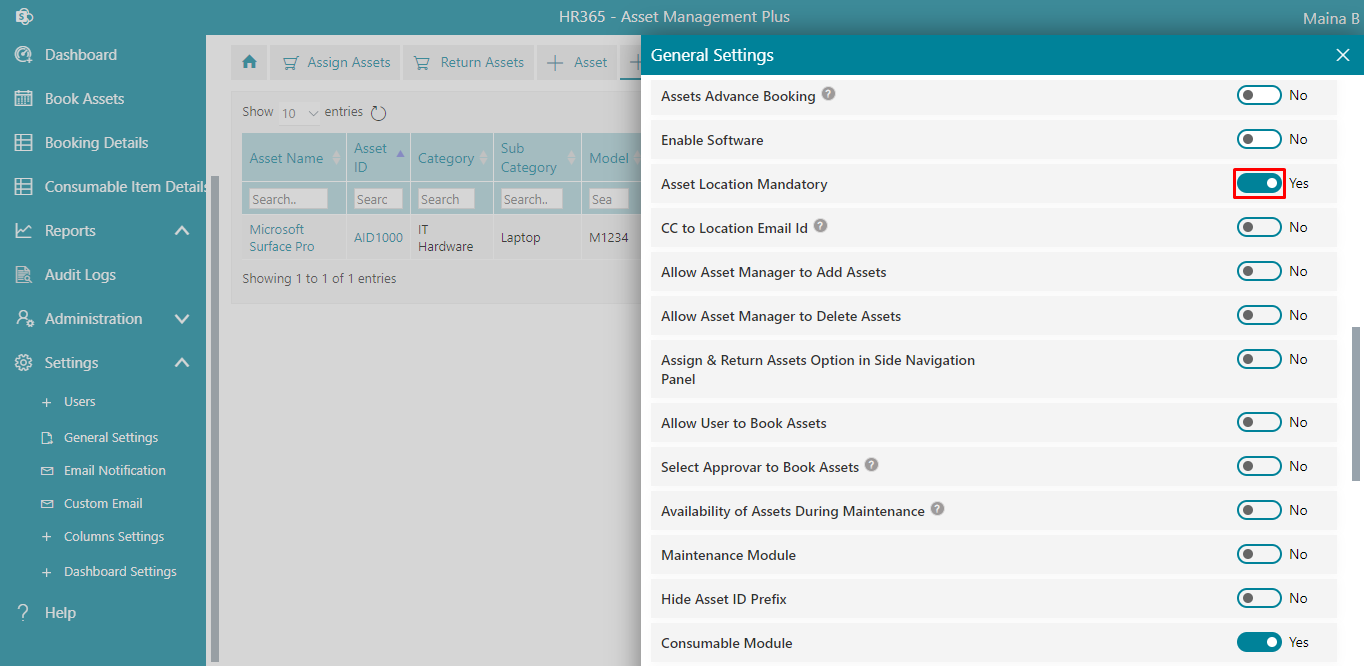 HR365 - Asset Management Plus
Maina B
Dashboard
Book Assets
Booking Details
Consumable Item Details
Reports
Audit Logs
Administration
Settings
Users
General Settings
Email Notification
Custom Email
Columns Settings
Dashboard Settings
Help
Assign Assets
Return Assets
Asset
Show 10 entries
Asset Name
Asset
ID
Category
Sub
Category
Model
Search..
Searc
Search
Search..
Sea
Microsoft
Surface Pro
AID1000
IT
Hardware
Laptop
M1234
Showing 1 to 1 of 1 entries
General Settings
Assets Advance Booking ? No
Enable Software No
Asset Location Mandatory Yes
CC to Location Email Id ? No
Allow Asset Manager to Add Assets No
Allow Asset Manager to Delete Assets No
Assign & Return Assets Option in Side Navigation No
Panel
Allow User to Book Assets No
Select Approvar to Book Assets ? No
Availability of Assets During Maintenance ? No
Maintenance Module No
Hide Asset ID Prefix No
Consumable Module Yes